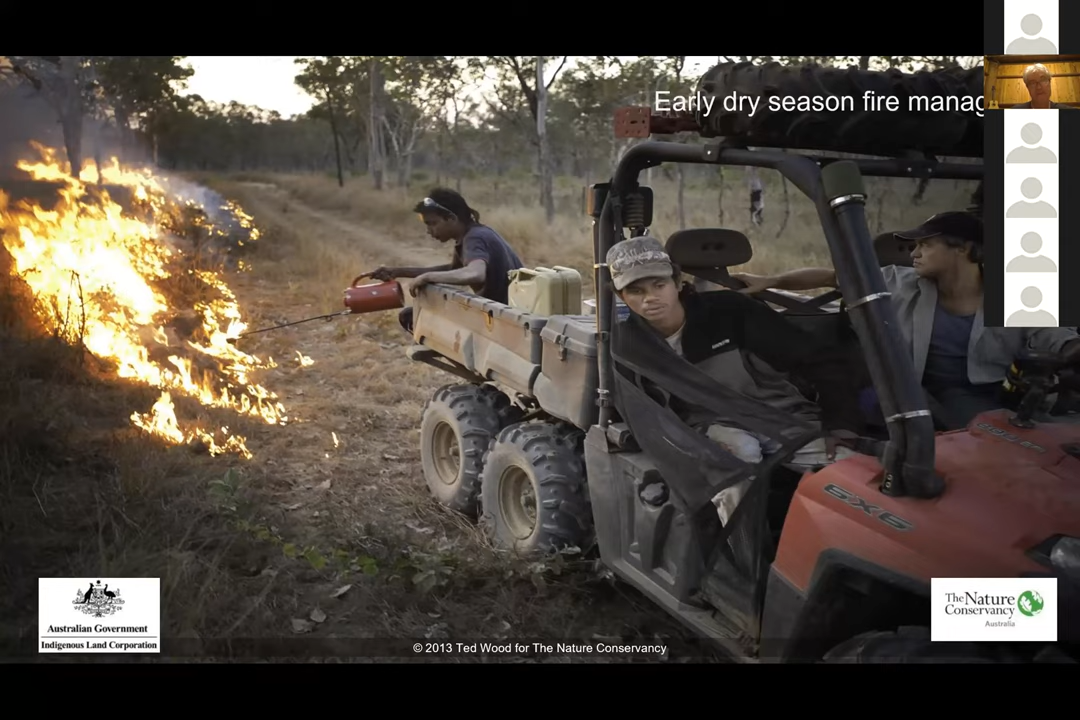 Early dry season fire manag
6X6
Australian Government
Indigenous Land Corporation
The Nature
Conservancy
Australia
© 2013 Ted Wood for The Nature Conservancy